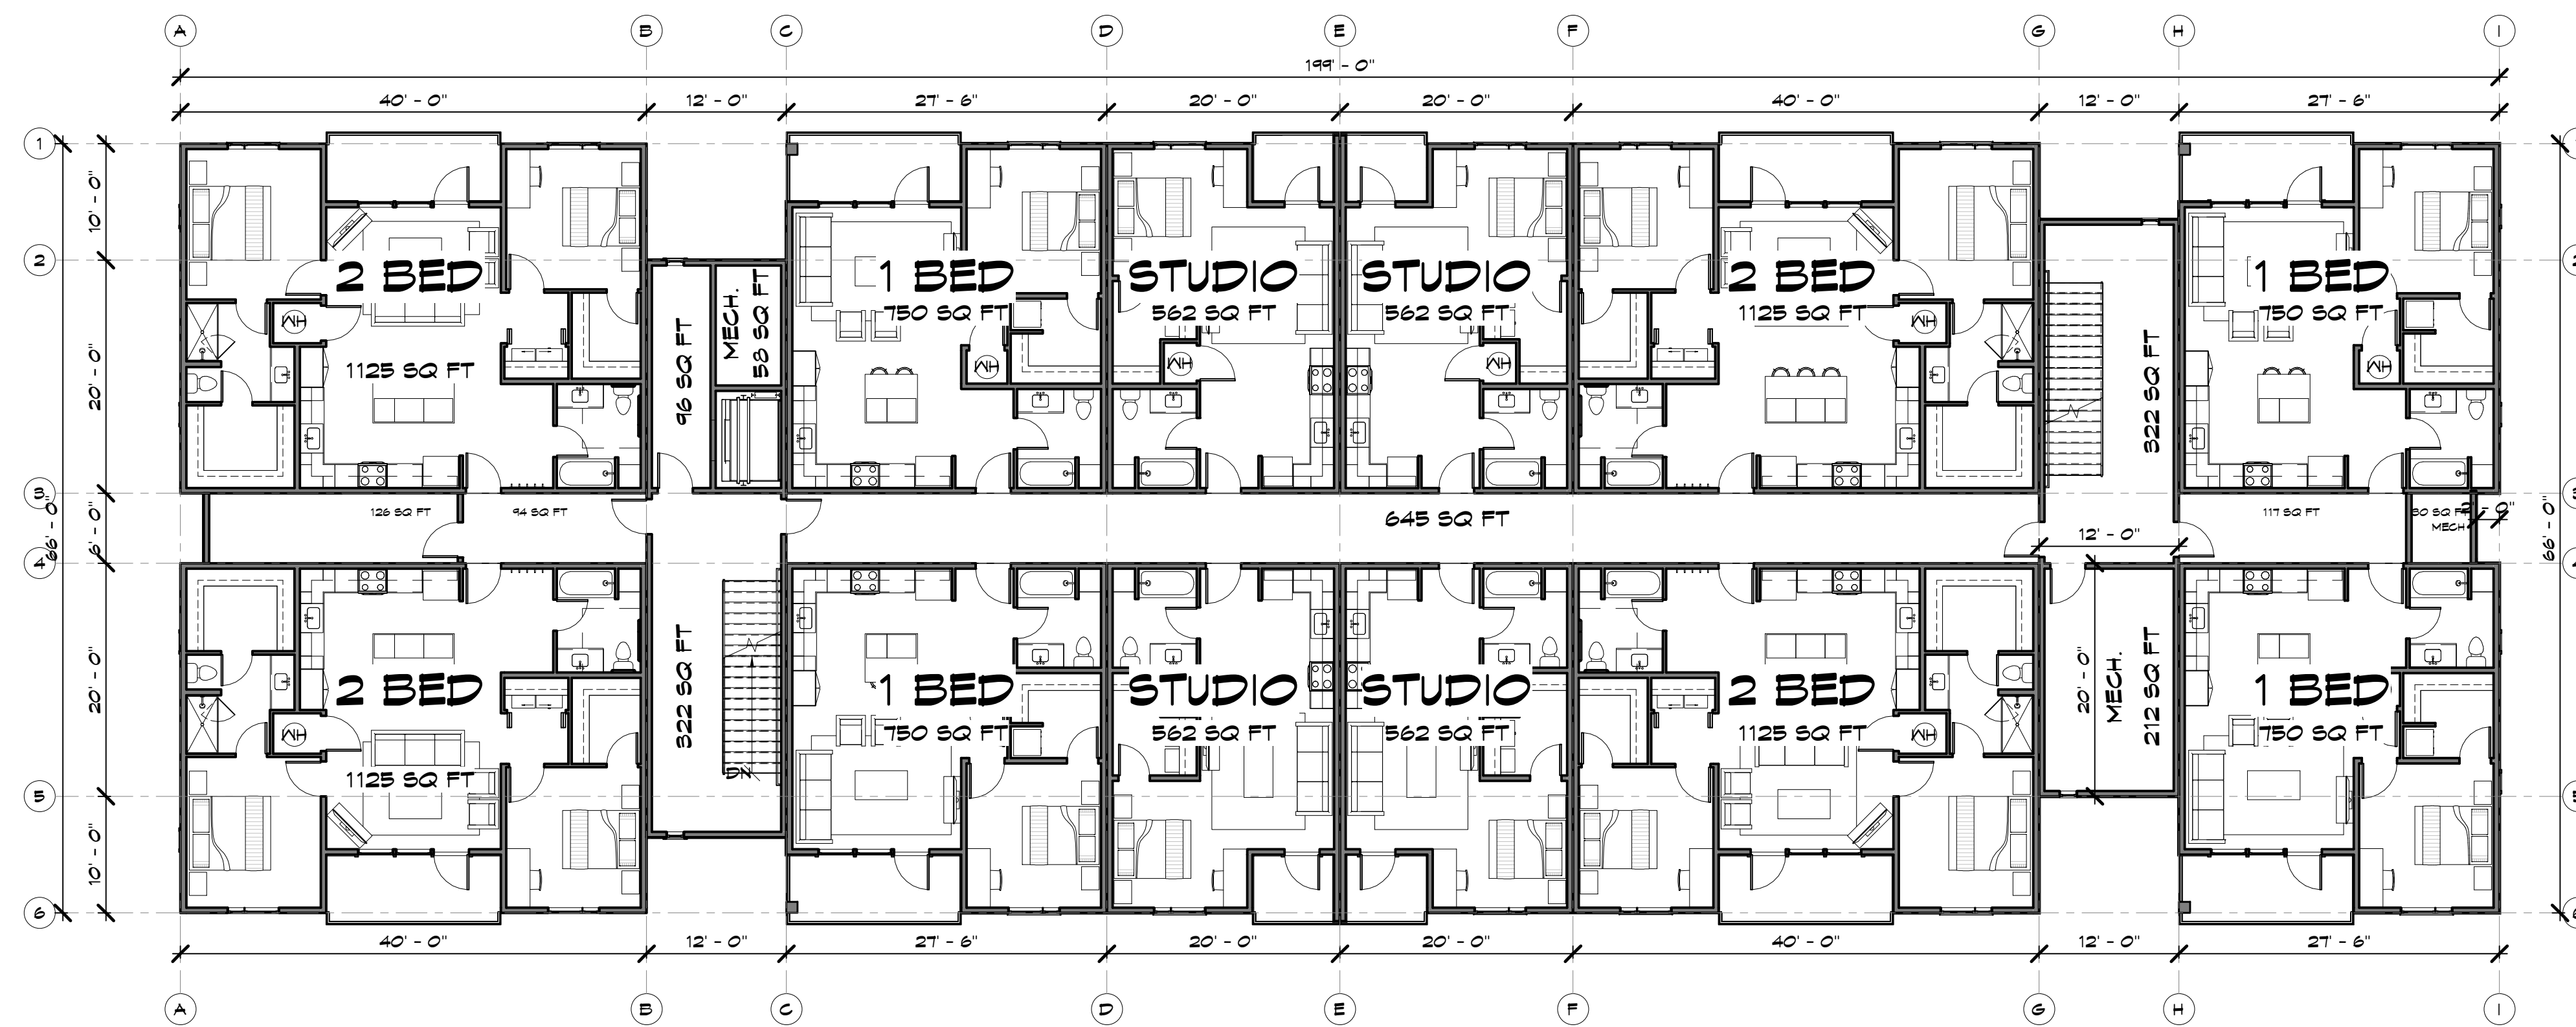 A B C D E F G H I
199' - 0"
40' - 0" 12' - 0" 27' - 6" 20' - 0" 20' - 0" 40' - 0" 12' - 0" 27' - 6"
1
10' - 0"
2
2 BED 1 BED STUDIO STUDIO 2 BED 1 BED
750 SQ FT 562 SQ FT 562 SQ FT 1125 SQ FT 750 SQ FT
WH WH WH WH WH WH
1125 SQ FT
20' - 0"
96 SQ FT
MECH.
58 SQ FT
322 SQ FT
3
126 SQ FT 94 SQ FT 645 SQ FT 117 SQ FT
MECH
66' - 0" 6' - 0" 12' - 0" 66' - 0"
4
20' - 0"
322 SQ FT
DN
20' - 0"
MECH.
212 SQ FT
2 BED 1 BED STUDIO STUDIO 2 BED 1 BED
750 SQ FT 562 SQ FT 562 SQ FT 1125 SQ FT 750 SQ FT
WH WH
1125 SQ FT
5
10' - 0"
6
40' - 0" 12' - 0" 27' - 6" 20' - 0" 20' - 0" 40' - 0" 12' - 0" 27' - 6"
A B C D E F G H I